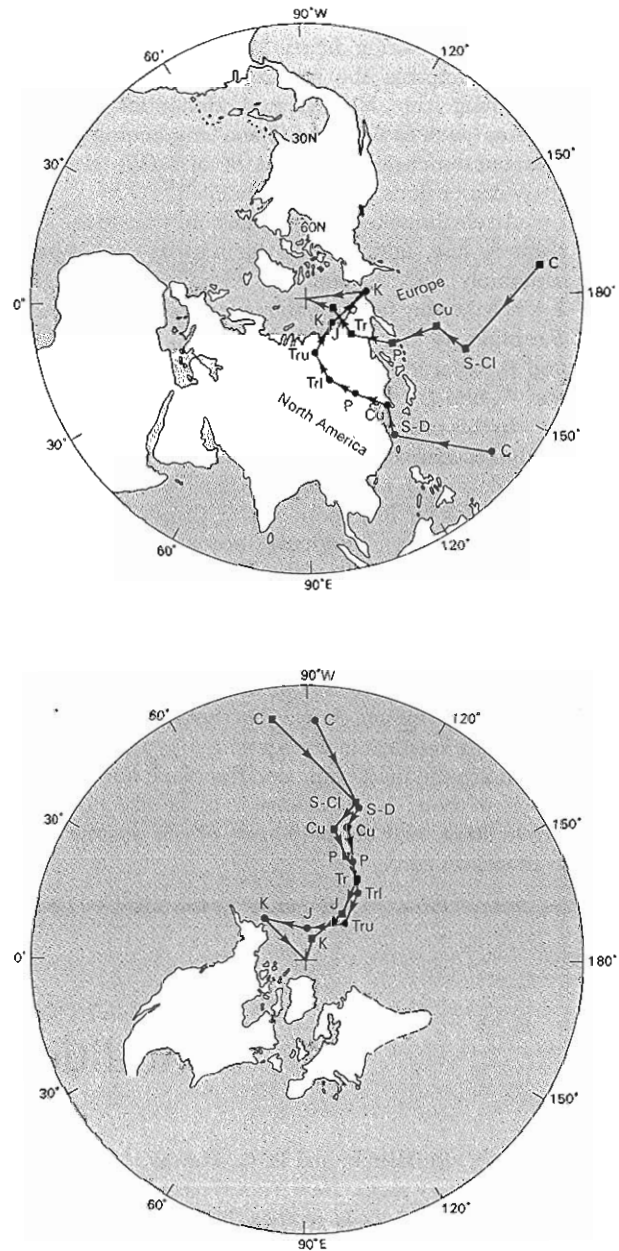 90°W
60° 120°
30N
30° 150°
60N
C
K Europe
0° 180°
K Cu
J Tr P
Tru S-Cl
Trl
P
North America Cu
S-D
C
30° 150°
60° 120°
90°E
90°W
60° 120°
C C
S-Cl S-D
30° 150°
Cu Cu
P P
Tr Trl
K J J
Tru
K
0° 180°
30° 150°
60° 120°
90°E